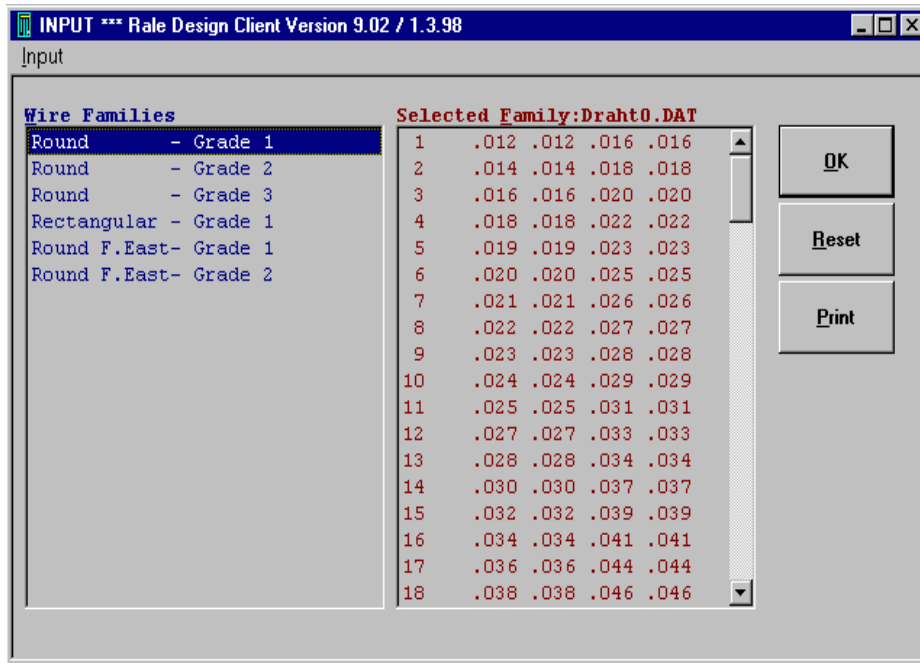 INPUT *** Rale Design Client Version 9.02 / 1.3.98
Input
Wire Families
Round - Grade 1
Round - Grade 2
Round - Grade 3
Rectangular - Grade 1
Round F.East- Grade 1
Round F.East- Grade 2
Selected Family:Draht0.DAT
1 .012 .012 .016 .016
2 .014 .014 .018 .018
3 .016 .016 .020 .020
4 .018 .018 .022 .022
5 .019 .019 .023 .023
6 .020 .020 .025 .025
7 .021 .021 .026 .026
8 .022 .022 .027 .027
9 .023 .023 .028 .028
10 .024 .024 .029 .029
11 .025 .025 .031 .031
12 .027 .027 .033 .033
13 .028 .028 .034 .034
14 .030 .030 .037 .037
15 .032 .032 .039 .039
16 .034 .034 .041 .041
17 .036 .036 .044 .044
18 .038 .038 .046 .046
OK
Reset
Print